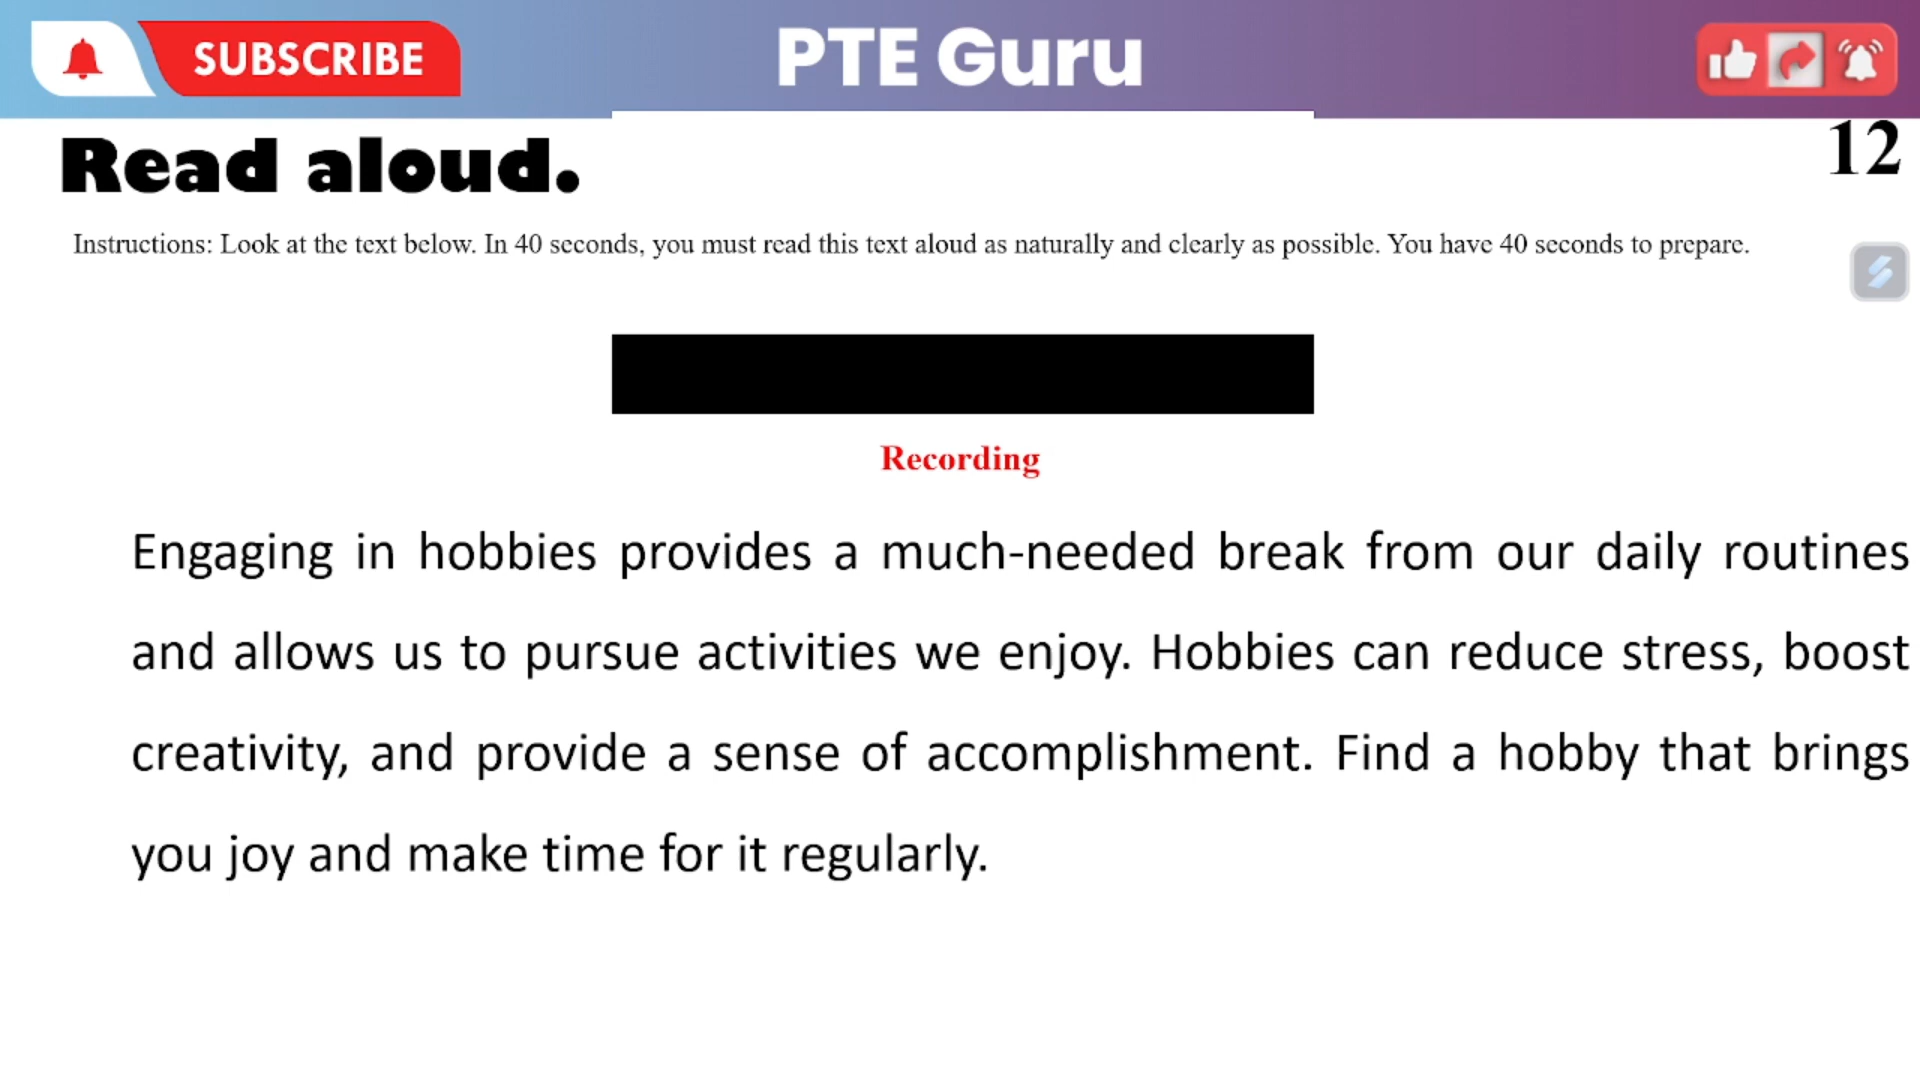 SUBSCRIBE
PTE Guru
Read aloud.
12
Instructions: Look at the text below. In 40 seconds, you must read this text aloud as naturally and clearly as possible. You have 40 seconds to prepare.
Recording
Engaging in hobbies provides a much-needed break from our daily routines
and allows us to pursue activities we enjoy. Hobbies can reduce stress, boost
creativity, and provide a sense of accomplishment. Find a hobby that brings
you joy and make time for it regularly.